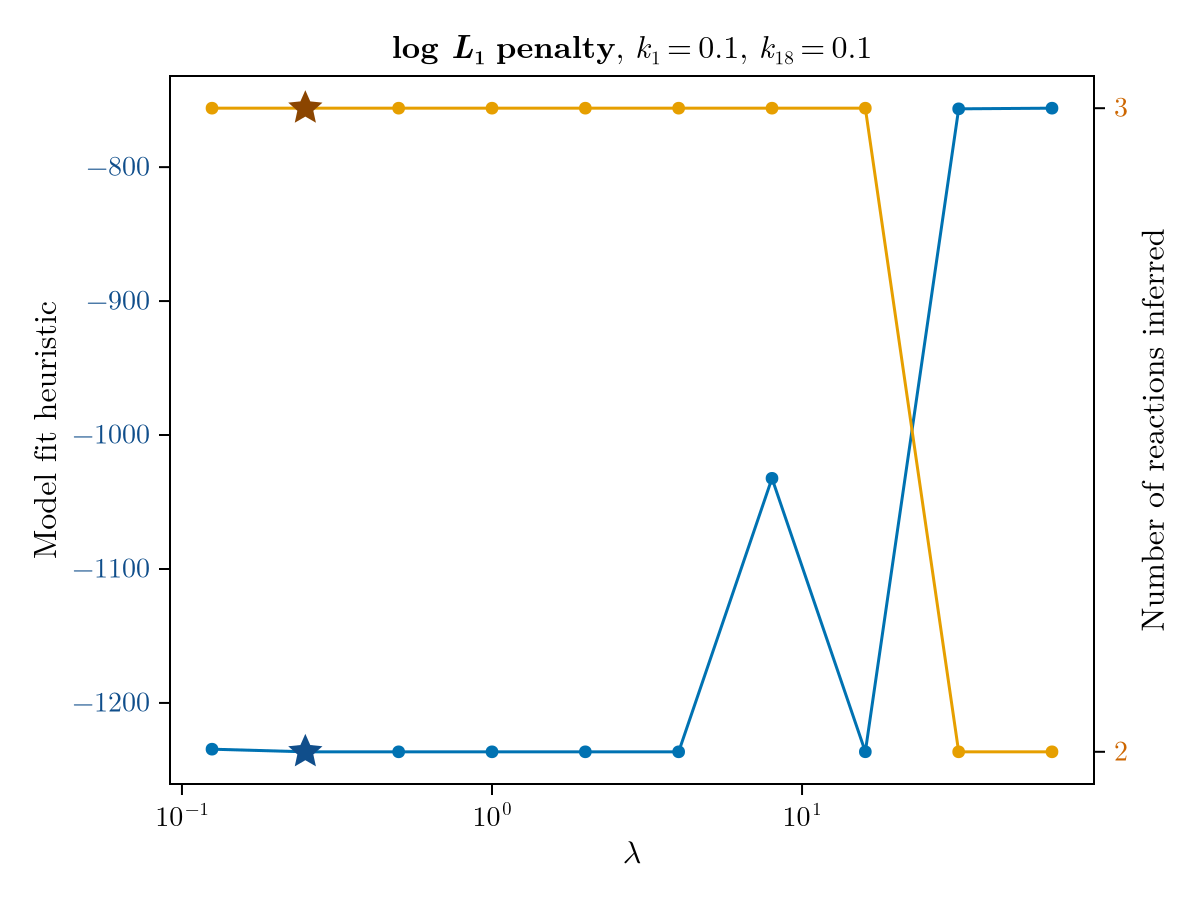 log L₁ penalty, k₁ = 0.1, k₁₈ = 0.1
Model fit heuristic
−800
−900
−1000
−1100
−1200
3
2
Number of reactions inferred
10⁻¹
10⁰
10¹
λ